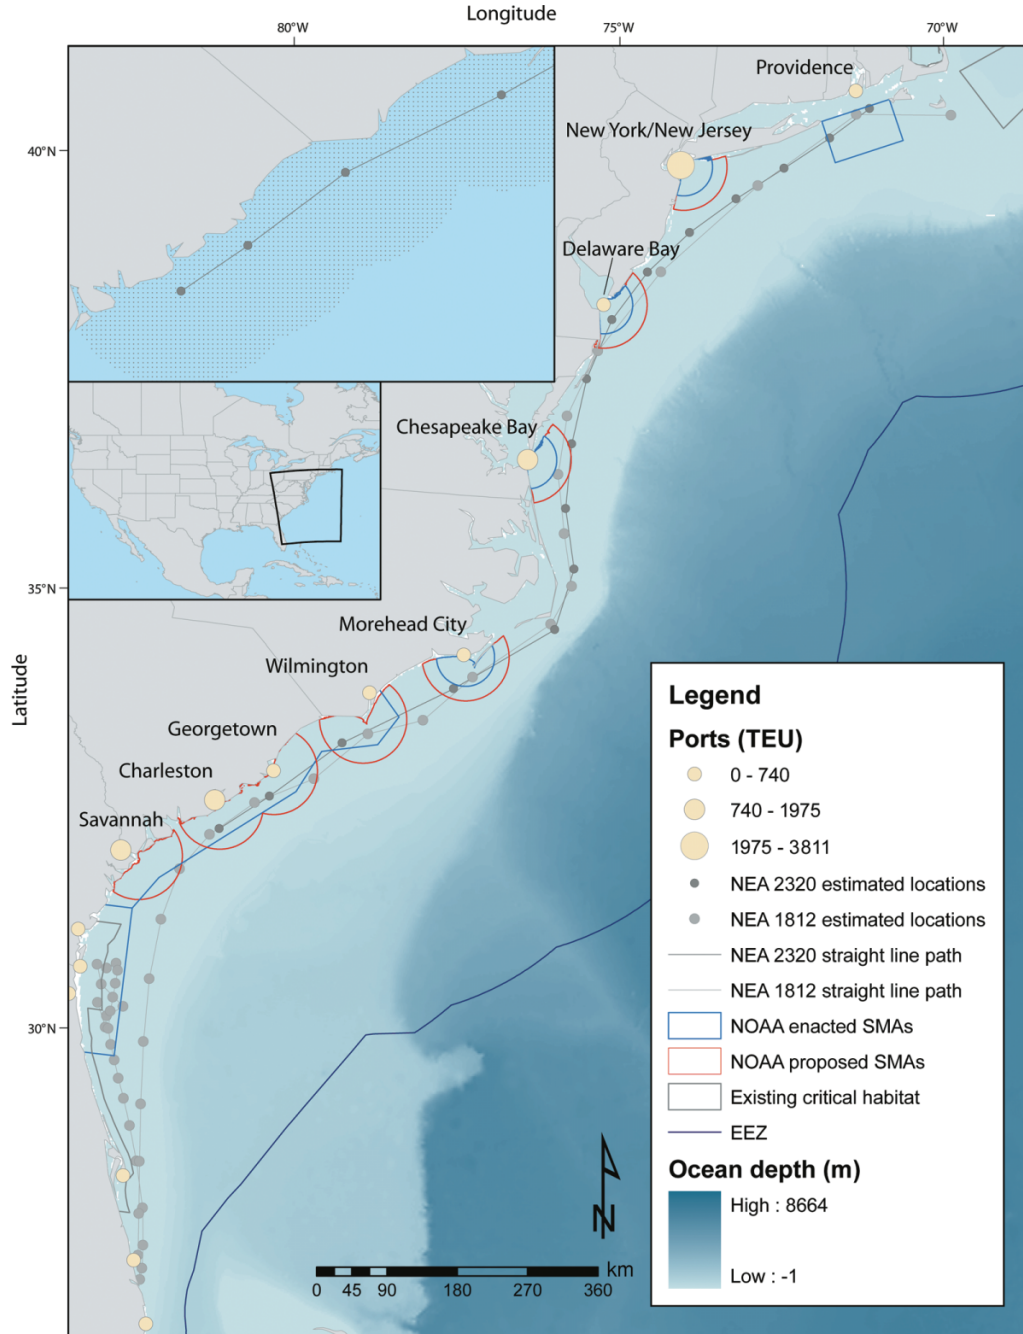 Longitude
80°W
75°W
70°W
Providence
New York/New Jersey
40°N
Delaware Bay
Chesapeake Bay
35°N
Morehead City
Wilmington
Latitude
Georgetown
Charleston
Savannah
30°N
Legend
Ports (TEU)
0 - 740
740 - 1975
1975 - 3811
NEA 2320 estimated locations
NEA 1812 estimated locations
NEA 2320 straight line path
NEA 1812 straight line path
NOAA enacted SMAs
NOAA proposed SMAs
Existing critical habitat
EEZ
Ocean depth (m)
High : 8664
Low : -1
N
km
0 45 90 180 270 360